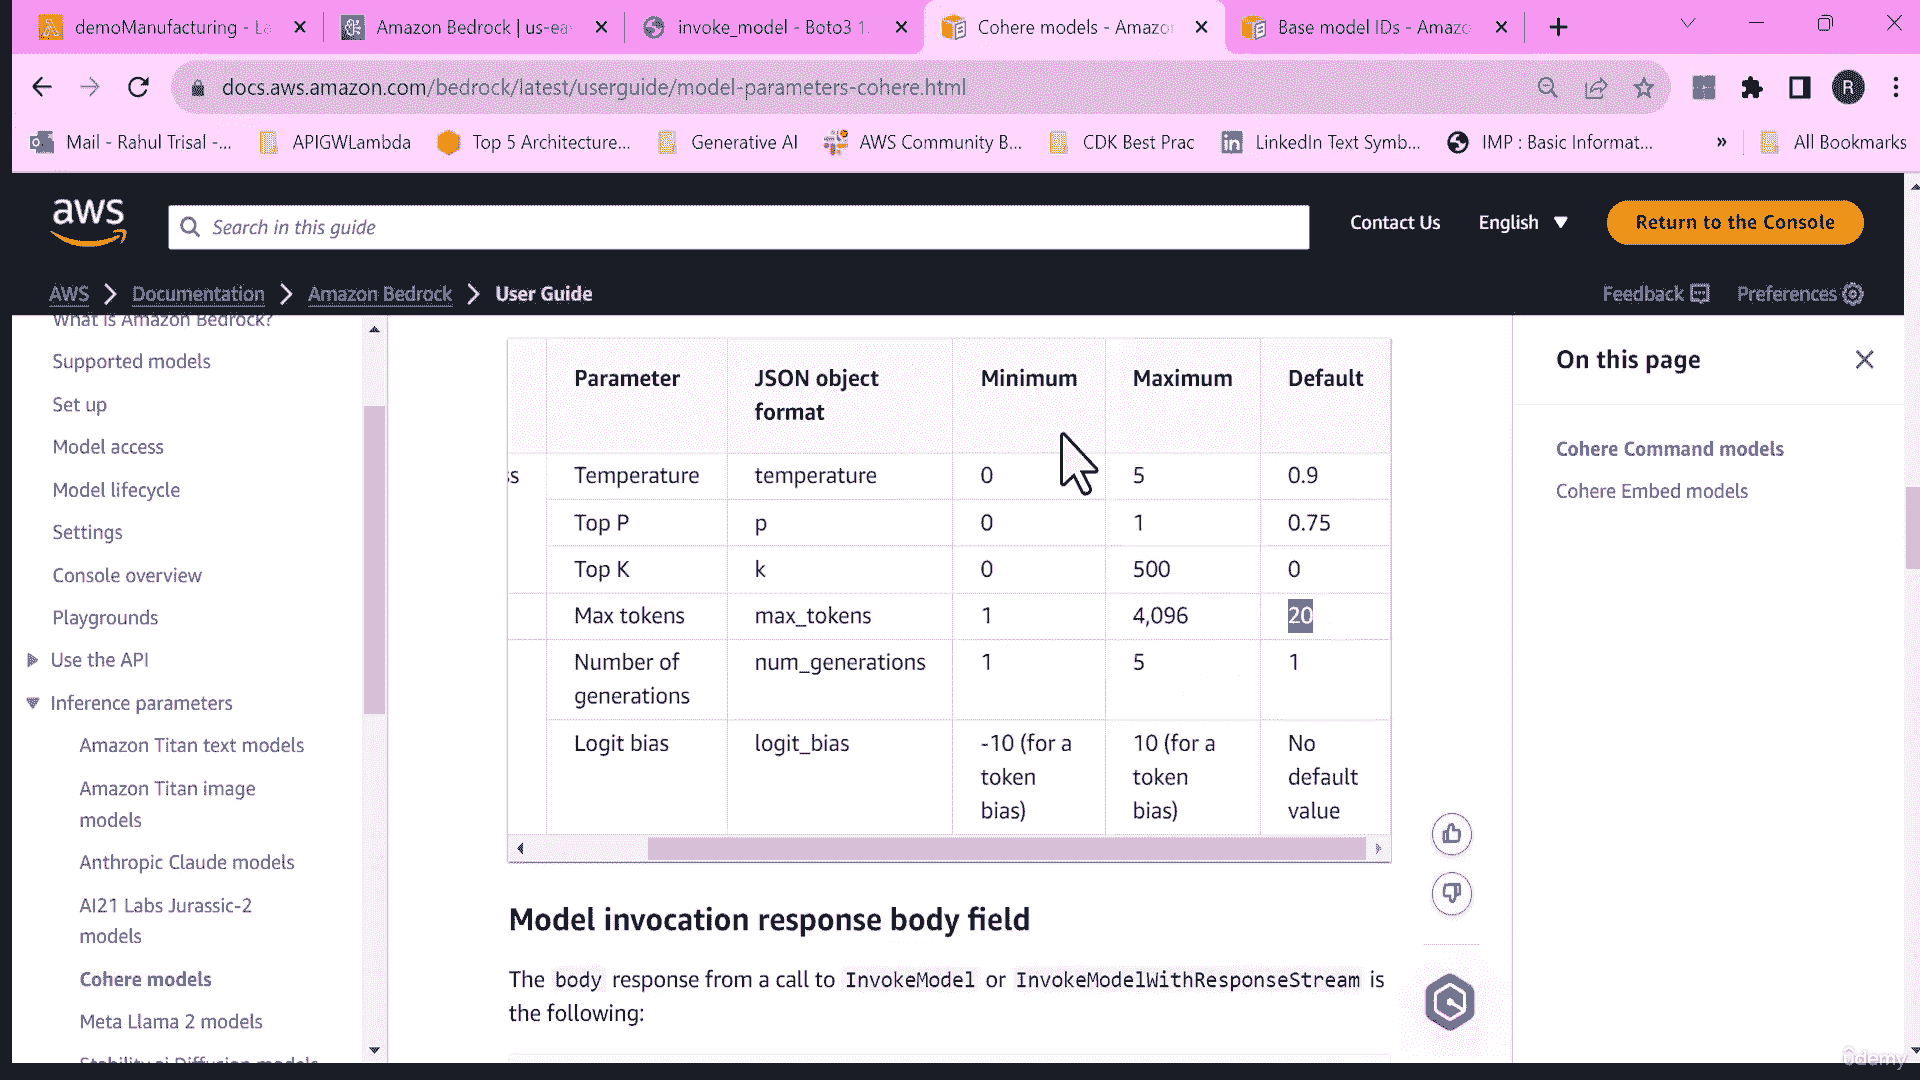 demoManufacturing - La
Amazon Bedrock | us-ea
invoke_model - Boto3 1.
Cohere models - Amazon
Base model IDs - Amazo
docs.aws.amazon.com/bedrock/latest/userguide/model-parameters-cohere.html
R
Mail - Rahul Trisal -...
APIGWLambda
Top 5 Architecture...
Generative AI
AWS Community B...
CDK Best Prac
LinkedIn Text Symb...
IMP : Basic Informat...
»
All Bookmarks
aws
Search in this guide
Contact Us
English
Return to the Console
AWS
Documentation
Amazon Bedrock
User Guide
Feedback
Preferences
What is Amazon Bedrock?
Supported models
Set up
Model access
Model lifecycle
Settings
Console overview
Playgrounds
Use the API
Inference parameters
Amazon Titan text models
Amazon Titan image
models
Anthropic Claude models
AI21 Labs Jurassic-2
models
Cohere models
Meta Llama 2 models
Stability.ai Diffusion models
Parameter
JSON object
format
Minimum
Maximum
Default
ss
Temperature
temperature
0
5
0.9
Top P
p
0
1
0.75
Top K
k
0
500
0
Max tokens
max_tokens
1
4,096
20
Number of
generations
num_generations
1
5
1
Logit bias
logit_bias
-10 (for a
token
bias)
10 (for a
token
bias)
No
default
value
Model invocation response body field
The body response from a call to InvokeModel or InvokeModelWithResponseStream is
the following:
On this page
Cohere Command models
Cohere Embed models
ûdemy